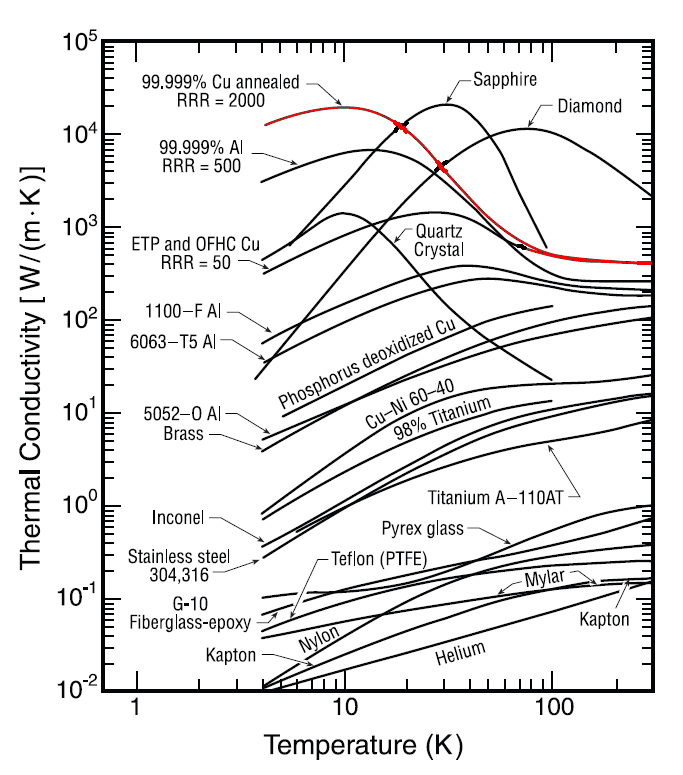 Thermal Conductivity [ W/(m·K )]
10^5
10^4
10^3
10^2
10^1
10^0
10^-1
10^-2
99.999% Cu annealed
RRR = 2000
Sapphire
Diamond
99.999% Al
RRR = 500
ETP and OFHC Cu
RRR = 50
Quartz
Crystal
1100–F Al
6063–T5 Al
Phosphorus deoxidized Cu
5052–O Al
Brass
Cu–Ni 60–40
98% Titanium
Titanium A–110AT
Inconel
Pyrex glass
Stainless steel
304,316
Teflon (PTFE)
G-10
Fiberglass-epoxy
Mylar
Kapton
Nylon
Kapton
Helium
1
10
100
Temperature (K)